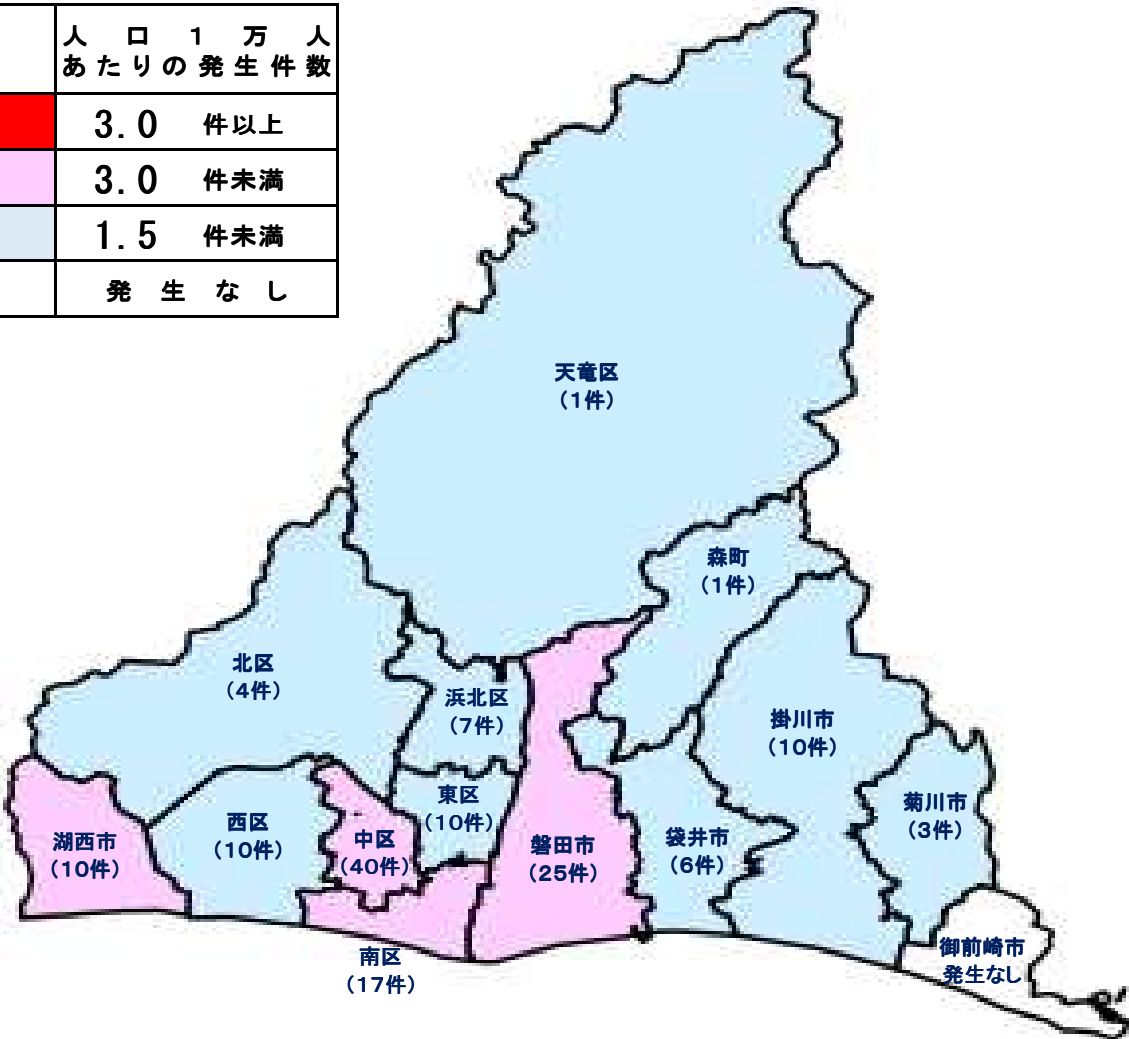 人口1万人
あたりの発生件数
3.0 件以上
3.0 件未満
1.5 件未満
発生なし
天竜区
(1件)
森町
(1件)
北区
(4件)
浜北区
(7件)
掛川市
(10件)
東区
(10件)
菊川市
(3件)
西区
(10件)
中区
(40件)
湖西市
(10件)
磐田市
(25件)
袋井市
(6件)
御前崎市
発生なし
南区
(17件)